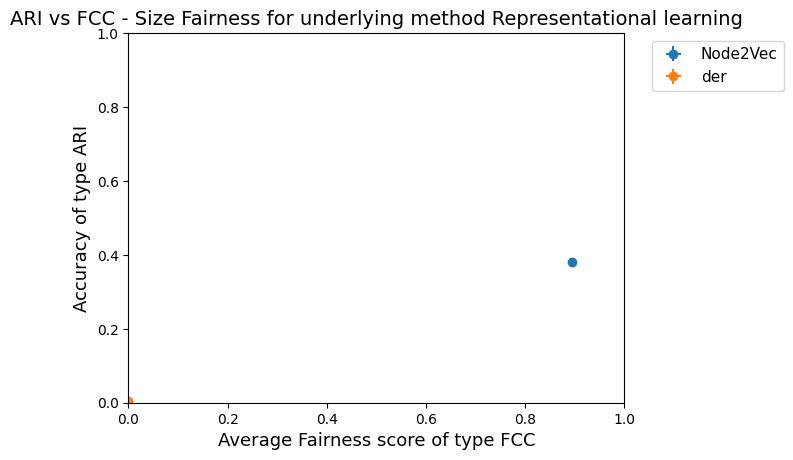 ARI vs FCC - Size Fairness for underlying method Representational learning
Node2Vec
der
Accuracy of type ARI
1.0
0.8
0.6
0.4
0.2
0.0
0.0 0.2 0.4 0.6 0.8 1.0
Average Fairness score of type FCC